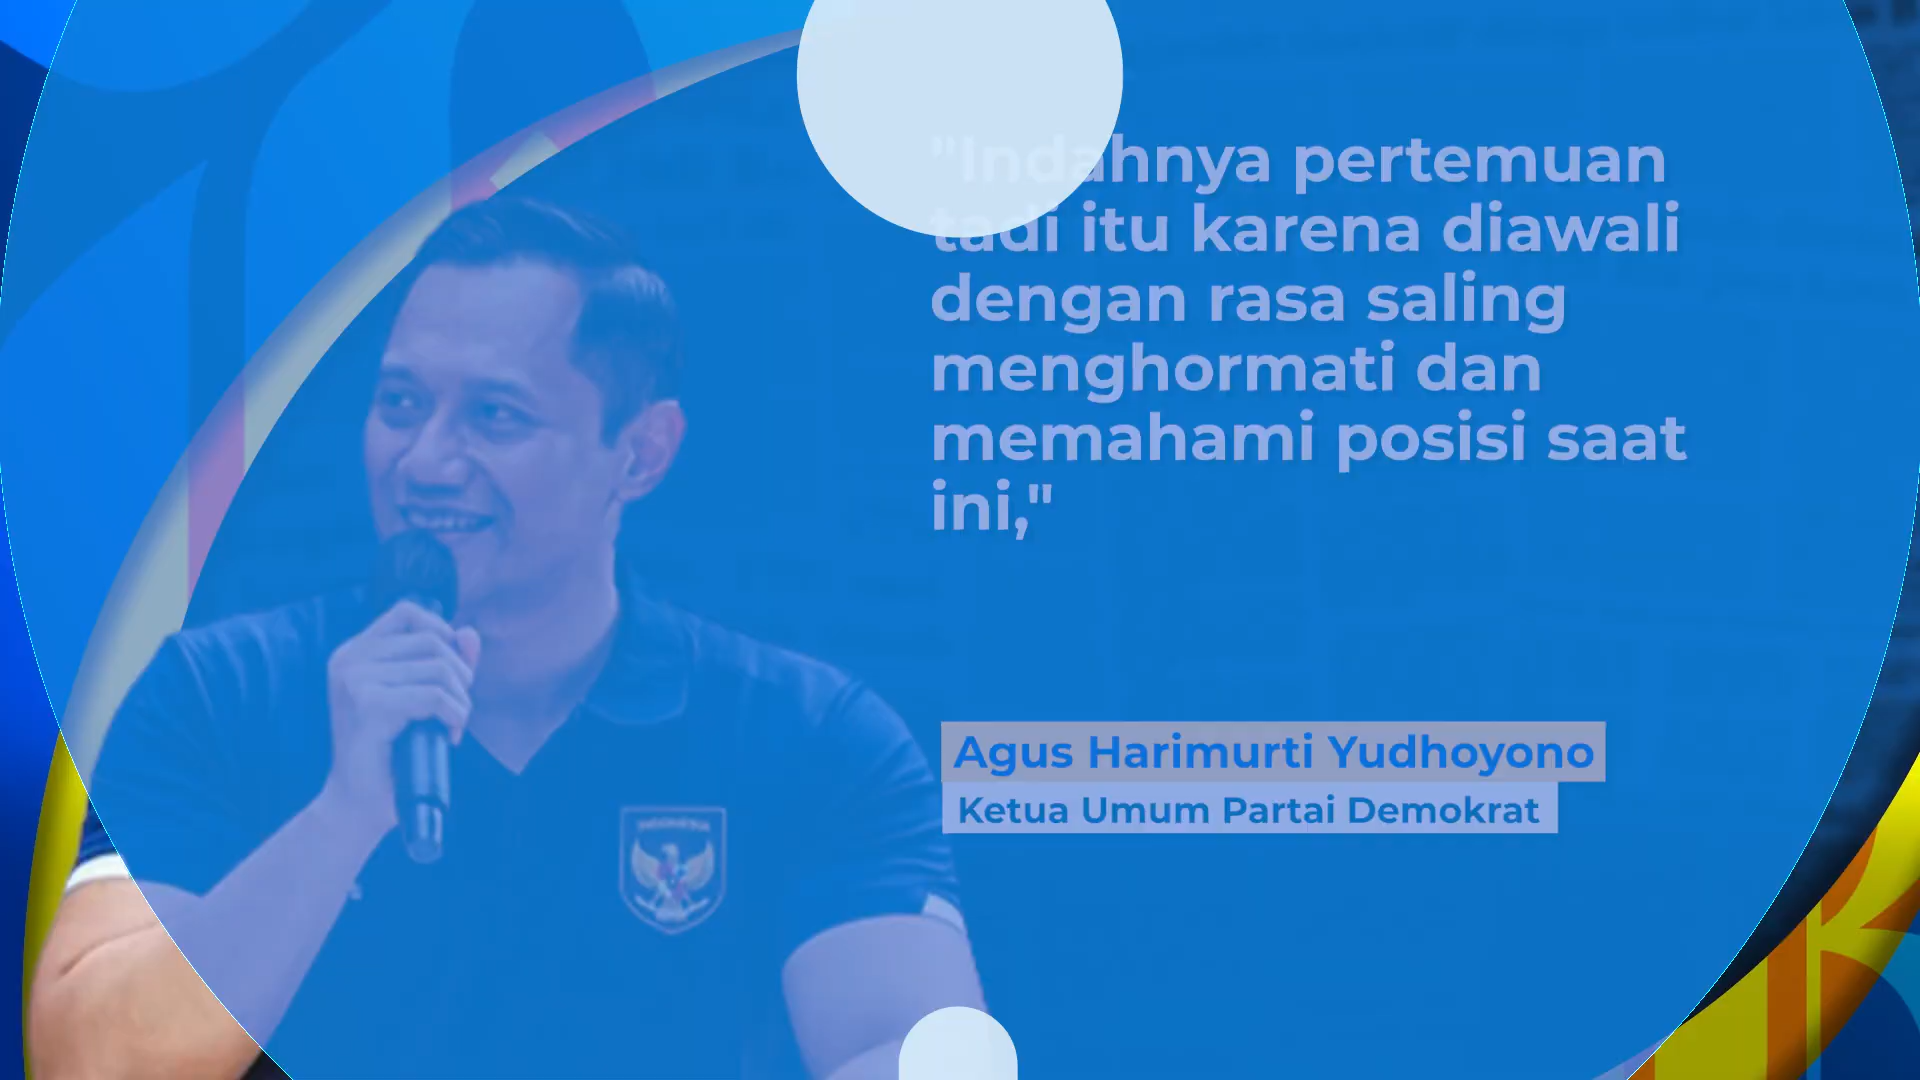 "Indahnya pertemuan
tadi itu karena diawali
dengan rasa saling
menghormati dan
memahami posisi saat
ini,"
Agus Harimurti Yudhoyono
Ketua Umum Partai Demokrat
INDONESIA